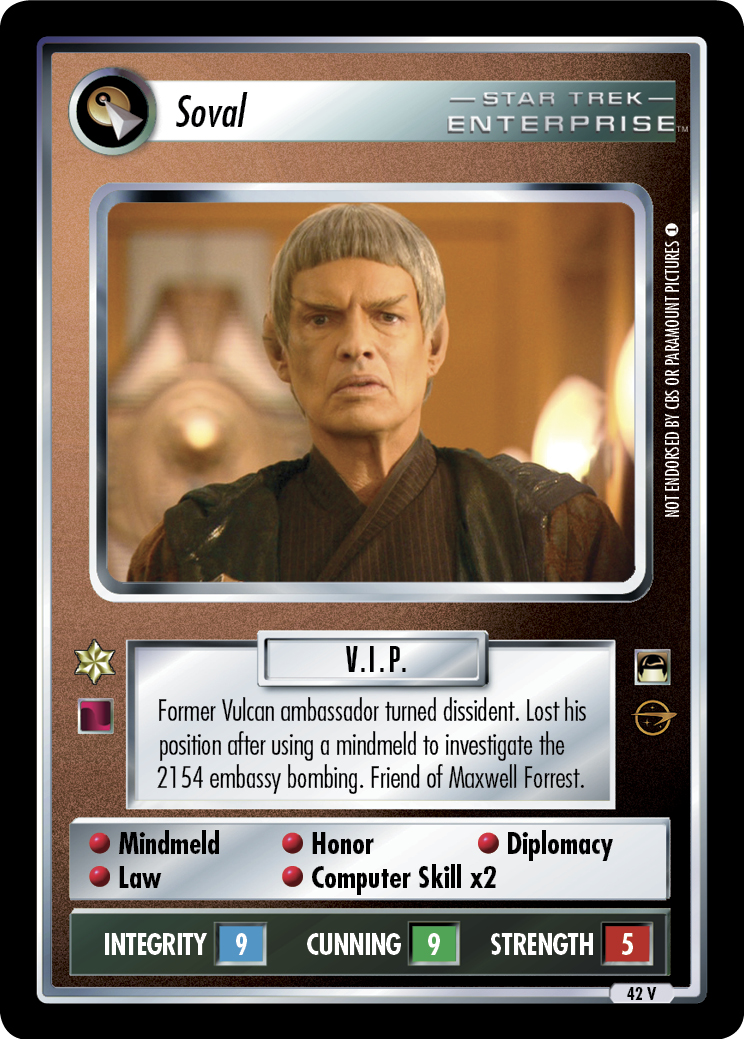 Soval
STAR TREK
ENTERPRISE™
NOT ENDORSED BY CBS OR PARAMOUNT PICTURES 1
V.I.P.
Former Vulcan ambassador turned dissident. Lost his
position after using a mindmeld to investigate the
2154 embassy bombing. Friend of Maxwell Forrest.
Mindmeld Honor Diplomacy
Law Computer Skill x2
INTEGRITY 9 CUNNING 9 STRENGTH 5
42 V